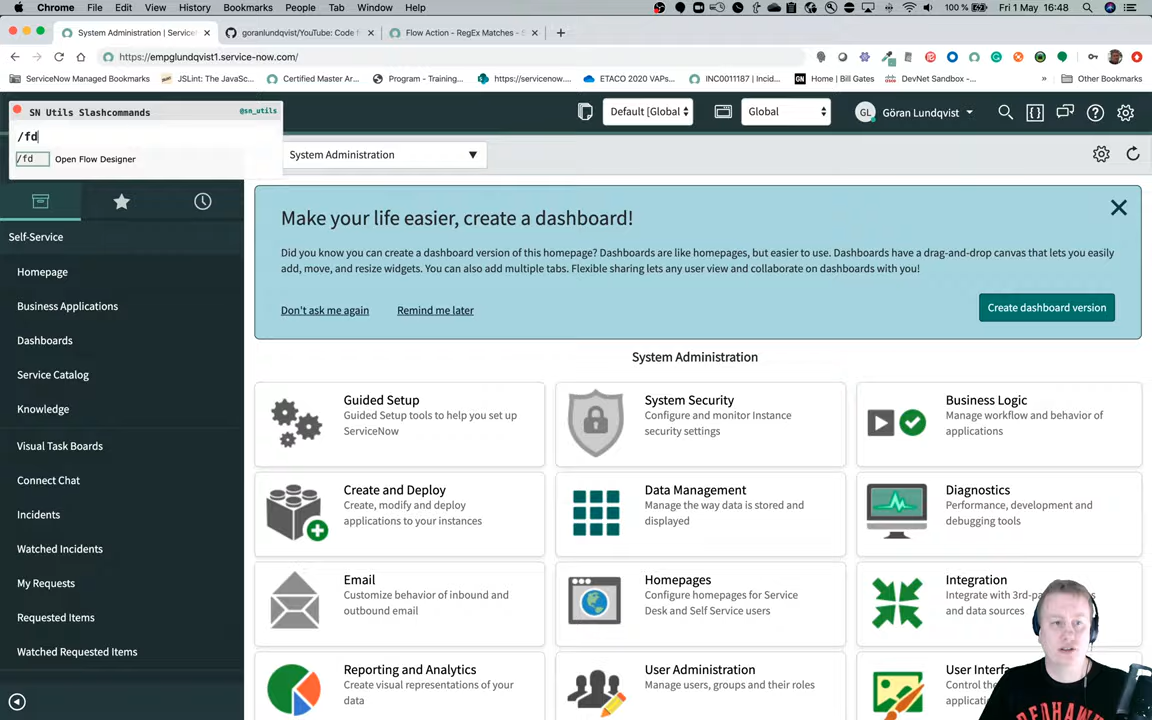 Chrome File Edit View History Bookmarks People Tab Window Help
100 % Fri 1 May 16:48
System Administration | Service
goranlundqvist/YouTube: Code f
Flow Action - RegEx Matches - S
https://empglundqvist1.service-now.com/
ServiceNow Managed Bookmarks
JSLint: The JavaSc...
Certified Master Ar...
Program - Training...
https://servicenow....
ETACO 2020 VAPs...
INC0011187 | Incid...
Home | Bill Gates
DevNet Sandbox -...
»
Other Bookmarks
SN Utils Slashcommands
@sn_utils
/fd
/fd Open Flow Designer
Default [Global
Global
GL
Göran Lundqvist
System Administration
Self-Service
Homepage
Business Applications
Dashboards
Service Catalog
Knowledge
Visual Task Boards
Connect Chat
Incidents
Watched Incidents
My Requests
Requested Items
Watched Requested Items
Make your life easier, create a dashboard!
Did you know you can create a dashboard version of this homepage? Dashboards are like homepages, but easier to use. Dashboards have a drag-and-drop canvas that lets you easily
add, move, and resize widgets. You can also add multiple tabs. Flexible sharing lets any user view and collaborate on dashboards with you!
Don't ask me again
Remind me later
Create dashboard version
System Administration
Guided Setup
Guided Setup tools to help you set up
ServiceNow
System Security
Configure and monitor Instance
security settings
Business Logic
Manage workflow and behavior of
applications
Create and Deploy
Create, modify and deploy
applications to your instances
Data Management
Manage the way data is stored and
displayed
Diagnostics
Performance, development and
debugging tools
Email
Customize behavior of inbound and
outbound email
Homepages
Configure homepages for Service
Desk and Self Service users
Integration
Integrate with 3rd-pa
and data sources
Reporting and Analytics
Create visual representations of your
data
User Administration
Manage users, groups and their roles
User Interfa
Control the
application
REDHAWK